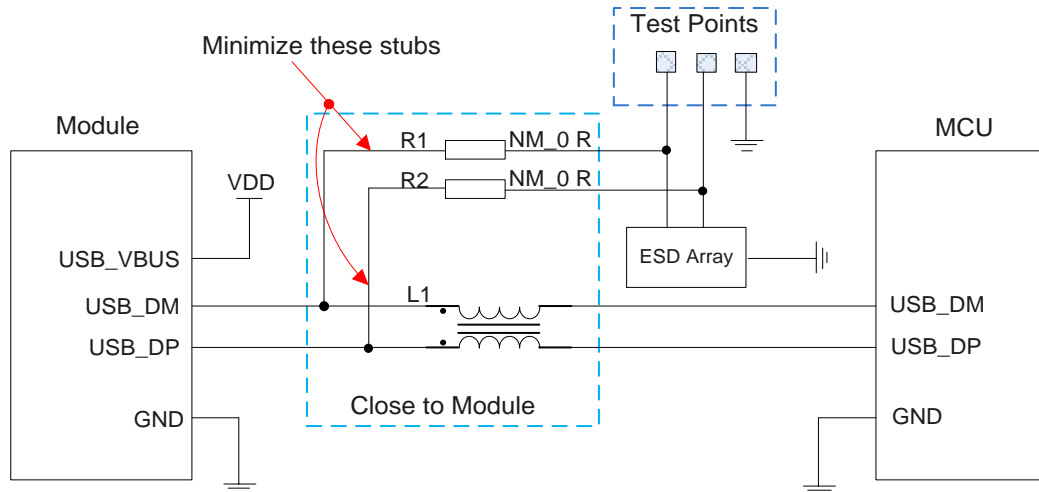 Test Points
Minimize these stubs
Module
MCU
R1 NM_0 R
R2 NM_0 R
VDD
ESD Array
USB_VBUS
L1
USB_DM
USB_DM
USB_DP
USB_DP
Close to Module
GND
GND